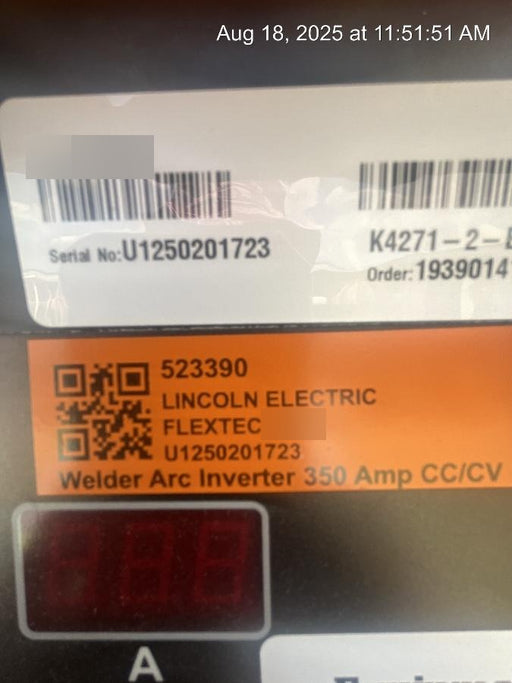 Aug 18, 2025 at 11:51:51 AM
Serial No:U1250201723
K4271-2-
Order:1939014
523390
LINCOLN ELECTRIC
FLEXTEC
U1250201723
Welder Arc Inverter 350 Amp CC/CV
A